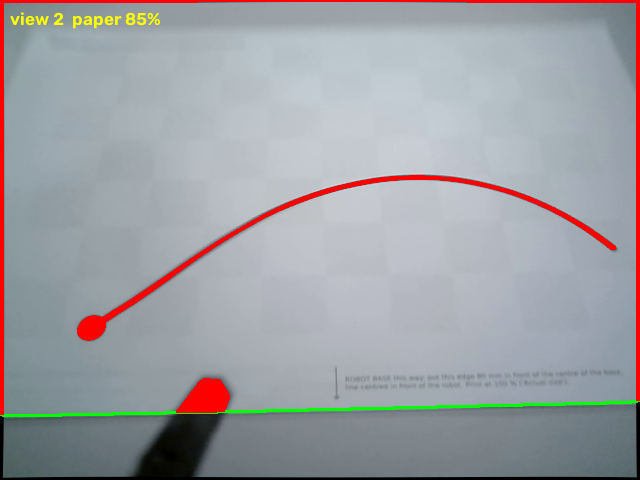 view 2 paper 85%
ROBOT BASE this way: put this edge 80 mm in front of the centre of the base,
line centred in front of the robot. Print at 100 % ("Actual size").